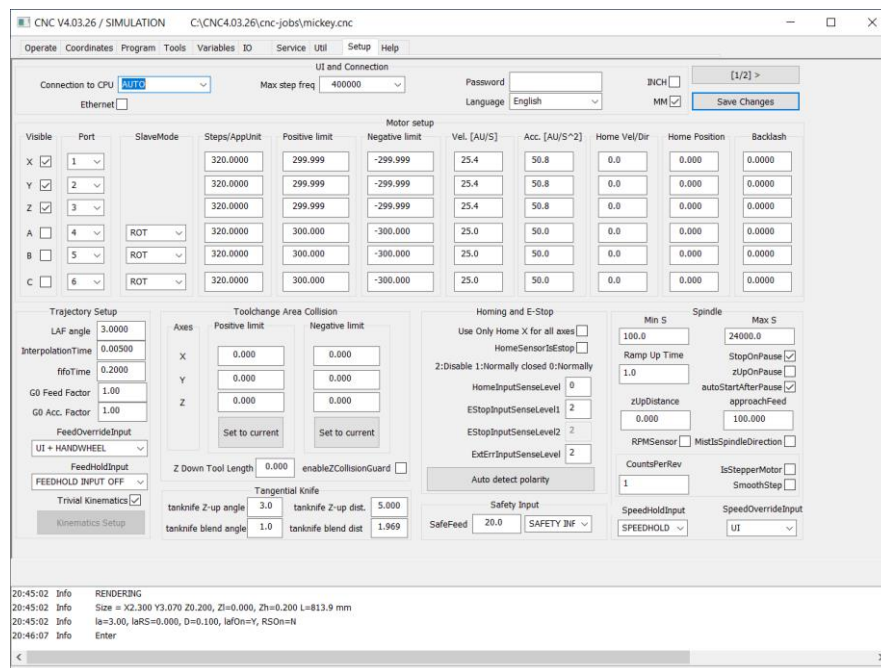 CNC V4.03.26 / SIMULATION C:\CNC4.03.26\cnc-jobs\mickey.cnc
Operate Coordinates Program Tools Variables IO Service Util Setup Help
UI and Connection
Connection to CPU AUTO Max step freq 400000 Password INCH [1/2] >
Ethernet Language English MM Save Changes
Motor setup
Visible Port SlaveMode Steps/AppUnit Positive limit Negative limit Vel. [AU/S] Acc. [AU/S^2] Home Vel/Dir Home Position Backlash
X 1 320.0000 299.999 -299.999 25.4 50.8 0.0 0.000 0.0000
Y 2 320.0000 299.999 -299.999 25.4 50.8 0.0 0.000 0.0000
Z 3 320.0000 299.999 -299.999 25.4 50.8 0.0 0.000 0.0000
A 4 ROT 320.0000 300.000 -300.000 25.0 50.0 0.0 0.000 0.0000
B 5 ROT 320.0000 300.000 -300.000 25.0 50.0 0.0 0.000 0.0000
C 6 ROT 320.0000 300.000 -300.000 25.0 50.0 0.0 0.000 0.0000
Trajectory Setup
LAF angle 3.0000
InterpolationTime 0.00500
fifoTime 0.2000
G0 Feed Factor 1.00
G0 Acc. Factor 1.00
FeedOverrideInput
UI + HANDWHEEL
FeedHoldInput
FEEDHOLD INPUT OFF
Trivial Kinematics
Kinematics Setup
Toolchange Area Collision
Axes Positive limit Negative limit
X 0.000 0.000
Y 0.000 0.000
Z 0.000 0.000
Set to current Set to current
Z Down Tool Length 0.000 enableZCollisionGuard
Tangential Knife
tanknife Z-up angle 3.0 tanknife Z-up dist. 5.000
tanknife blend angle 1.0 tanknife blend dist 1.969
Homing and E-Stop
Use Only Home X for all axes
HomeSensorIsEstop
2:Disable 1:Normally closed 0:Normally
HomeInputSenseLevel 0
EStopInputSenseLevel1 2
EStopInputSenseLevel2 2
ExtErrInputSenseLevel 2
Auto detect polarity
Safety Input
SafeFeed 20.0 SAFETY INF
Spindle
Min S Max S
100.0 24000.0
Ramp Up Time StopOnPause
1.0 zUpOnPause
autoStartAfterPause
zUpDistance approachFeed
0.000 100.000
RPMSensor MistIsSpindleDirection
CountsPerRev IsStepperMotor
1 SmoothStep
SpeedHoldInput SpeedOverrideInput
SPEEDHOLD UI
20:45:02 Info RENDERING
20:45:02 Info Size = X2.300 Y3.070 Z0.200, Zl=0.000, Zh=0.200 L=813.9 mm
20:45:02 Info la=3.00, laRS=0.000, D=0.100, lafOn=Y, RSOn=N
20:46:07 Info Enter